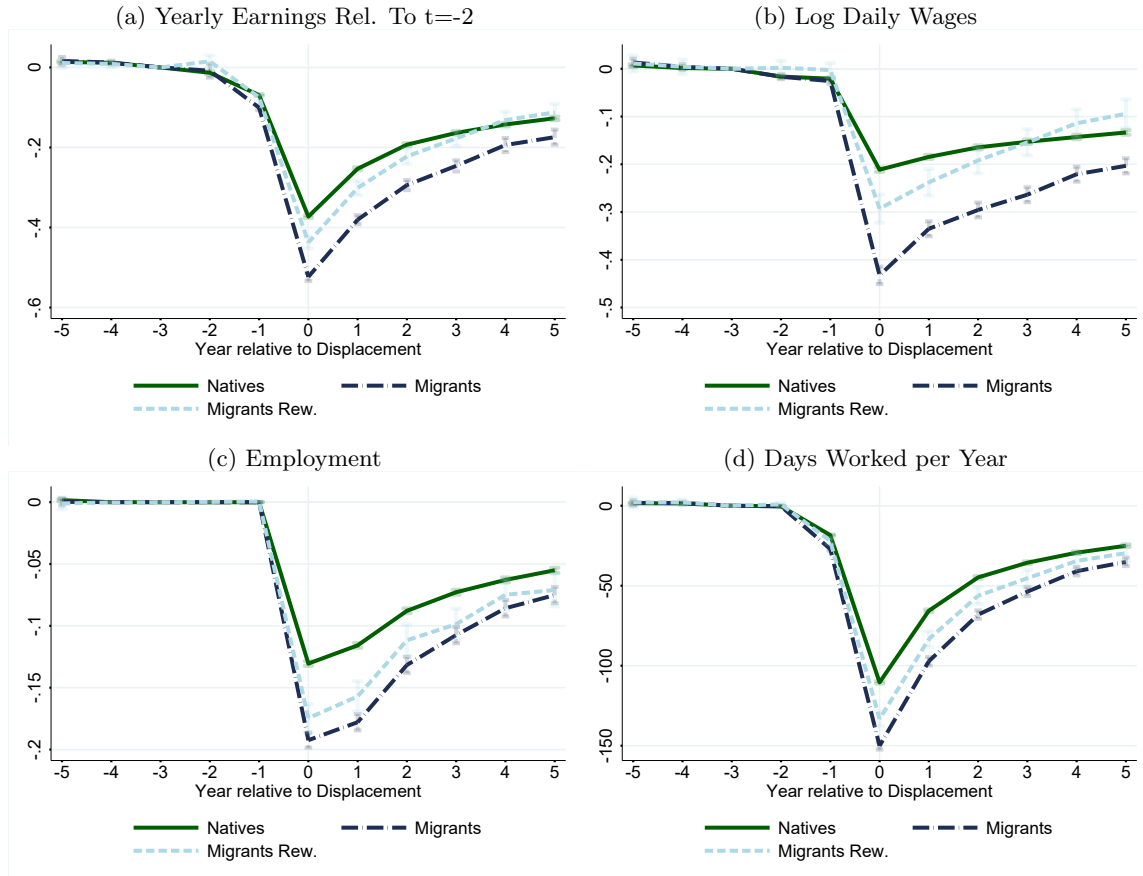 (a) Yearly Earnings Rel. To t=-2
0
-.2
-.4
-.6
-5 -4 -3 -2 -1 0 1 2 3 4 5
Year relative to Displacement
Natives Migrants
Migrants Rew.
(b) Log Daily Wages
0
-.1
-.2
-.3
-.4
-.5
-5 -4 -3 -2 -1 0 1 2 3 4 5
Year relative to Displacement
Natives Migrants
Migrants Rew.
(c) Employment
0
-.05
-.1
-.15
-.2
-5 -4 -3 -2 -1 0 1 2 3 4 5
Year relative to Displacement
Natives Migrants
Migrants Rew.
(d) Days Worked per Year
0
-50
-100
-150
-5 -4 -3 -2 -1 0 1 2 3 4 5
Year relative to Displacement
Natives Migrants
Migrants Rew.